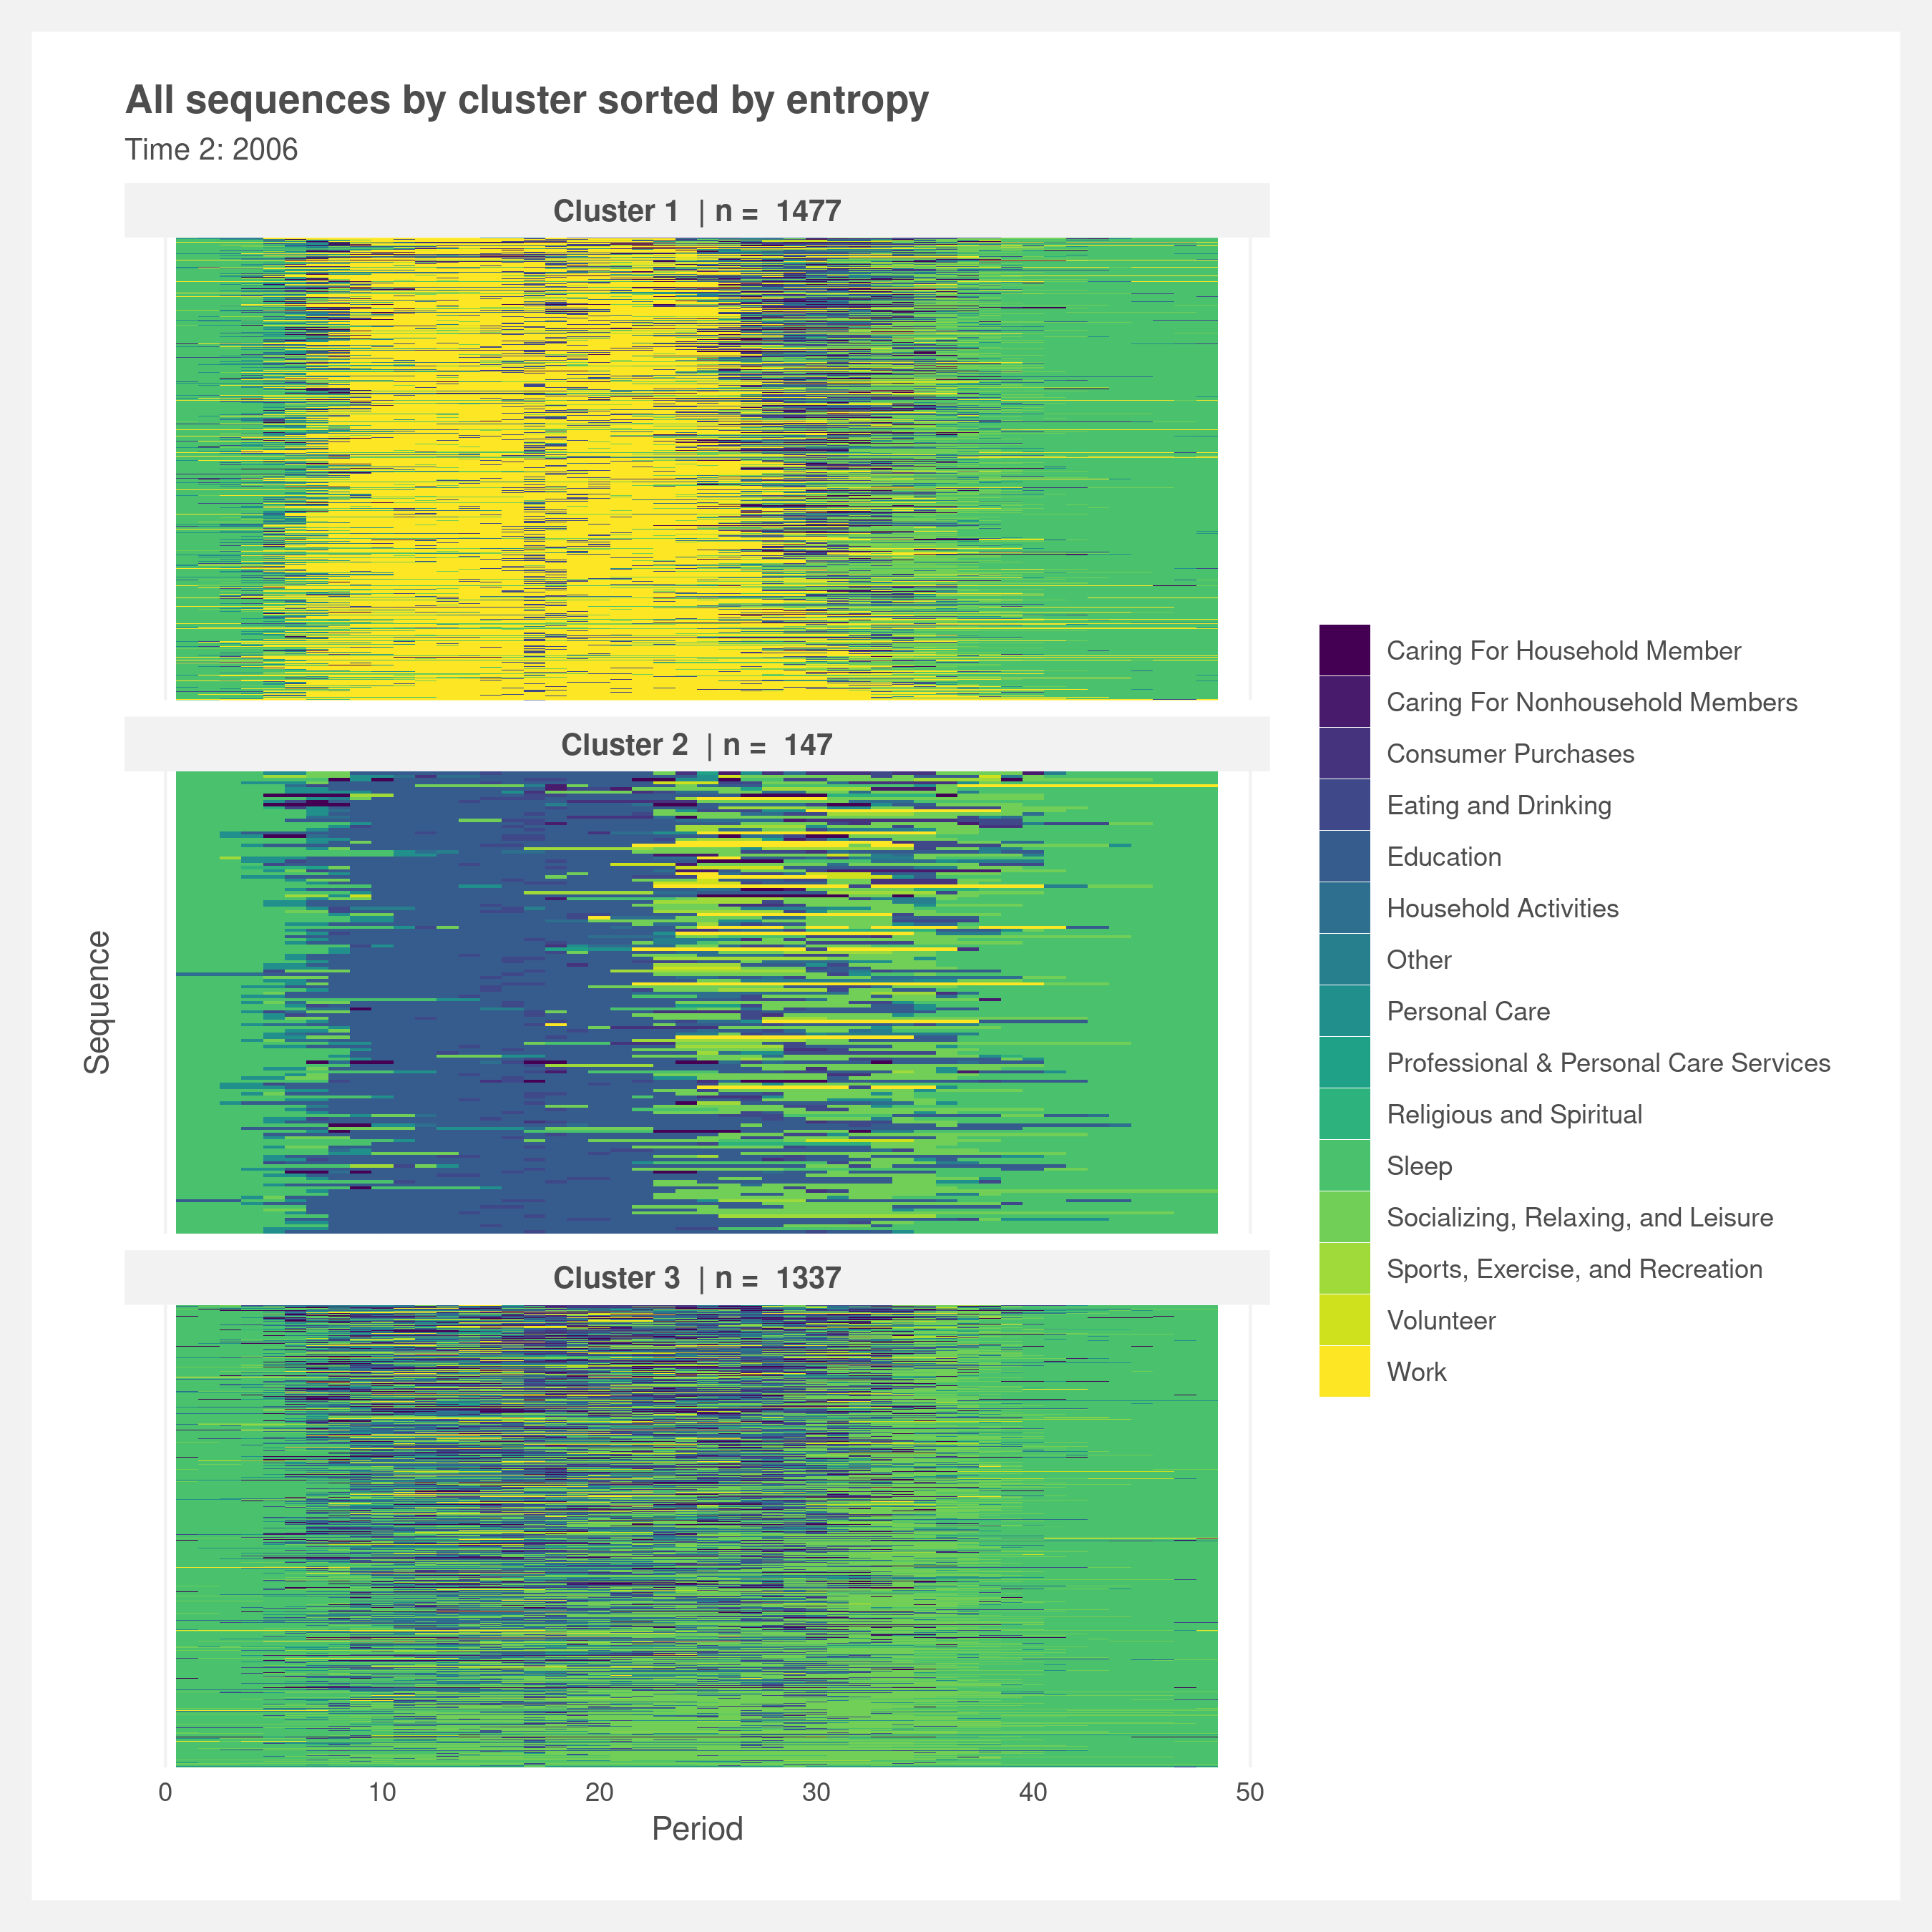 All sequences by cluster sorted by entropy
Time 2: 2006
Cluster 1 | n = 1477
Cluster 2 | n = 147
Cluster 3 | n = 1337
Sequence
0 10 20 30 40 50
Period
Caring For Household Member
Caring For Nonhousehold Members
Consumer Purchases
Eating and Drinking
Education
Household Activities
Other
Personal Care
Professional & Personal Care Services
Religious and Spiritual
Sleep
Socializing, Relaxing, and Leisure
Sports, Exercise, and Recreation
Volunteer
Work